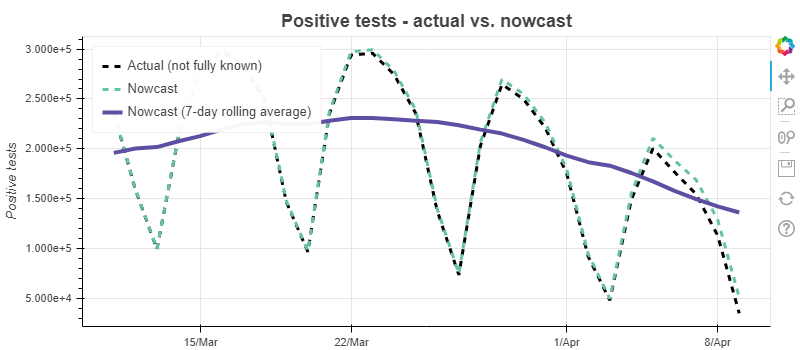 Positive tests - actual vs. nowcast
Actual (not fully known)
Nowcast
Nowcast (7-day rolling average)
Positive tests
3.000e+5
2.500e+5
2.000e+5
1.500e+5
1.000e+5
5.000e+4
15/Mar
22/Mar
1/Apr
8/Apr